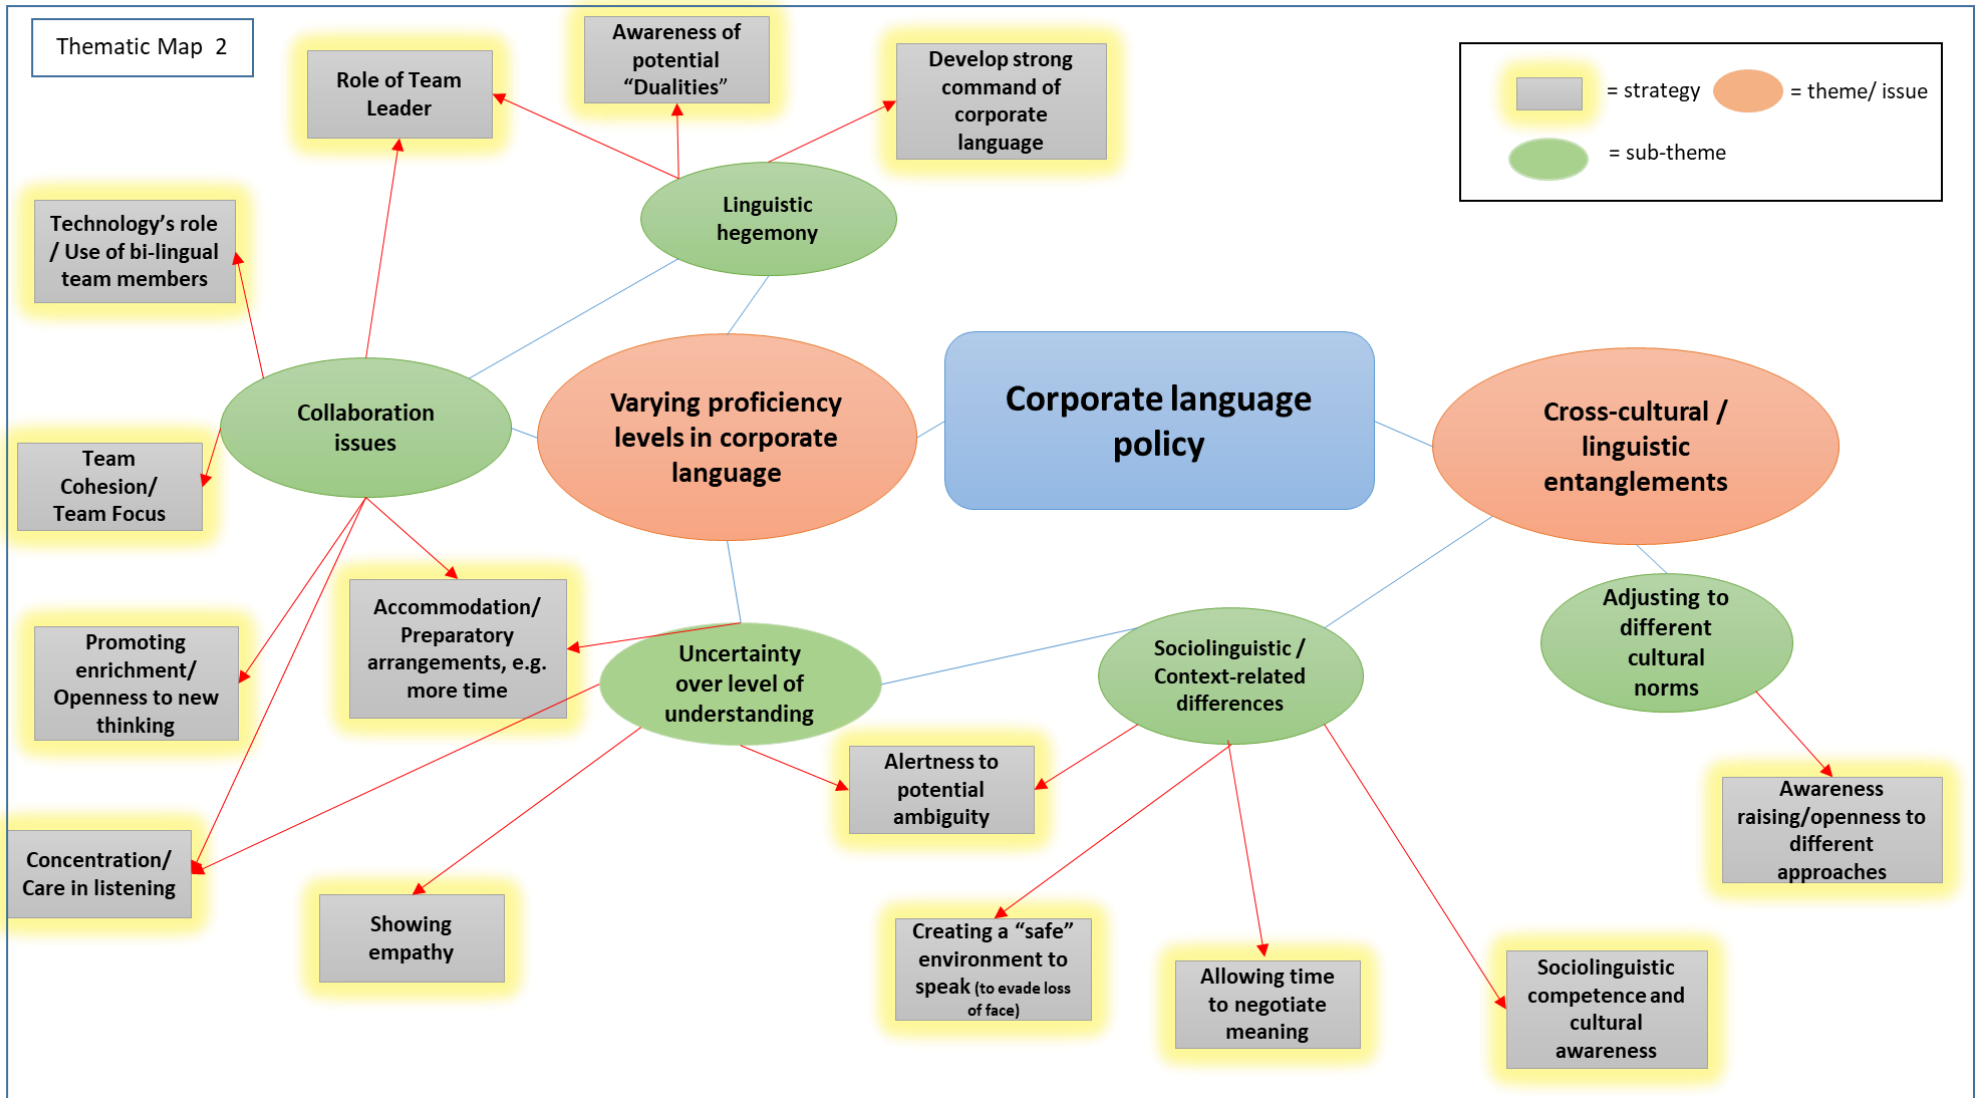 Thematic Map 2
Role of Team
Leader
Awareness of
potential
“Dualities”
Develop strong
command of
corporate
language
= strategy
= theme/ issue
= sub-theme
Technology’s role
/ Use of bi-lingual
team members
Linguistic
hegemony
Collaboration
issues
Varying proficiency
levels in corporate
language
Corporate language
policy
Cross-cultural /
linguistic
entanglements
Team
Cohesion/
Team Focus
Accommodation/
Preparatory
arrangements, e.g.
more time
Promoting
enrichment/
Openness to new
thinking
Uncertainty
over level of
understanding
Sociolinguistic /
Context-related
differences
Adjusting to
different
cultural
norms
Alertness to
potential
ambiguity
Awareness
raising/openness to
different
approaches
Concentration/
Care in listening
Showing
empathy
Creating a “safe”
environment to
speak (to evade loss
of face)
Allowing time
to negotiate
meaning
Sociolinguistic
competence and
cultural
awareness